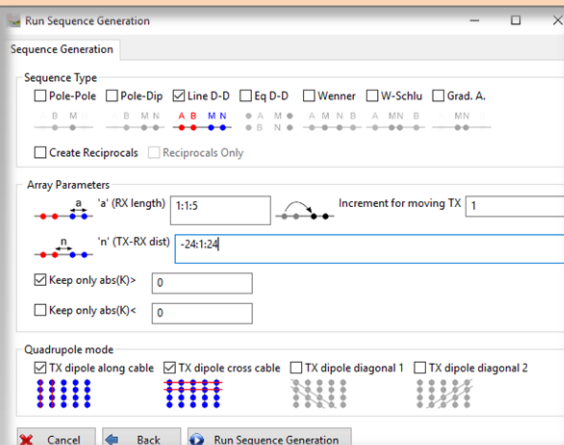 Run Sequence Generation
Sequence Generation
Sequence Type
Pole-Pole Pole-Dip Line D-D Eq D-D Wenner W-Schlu Grad. A.
B M B M N A B M N A M A M N B A MN B MN
B N
Create Reciprocals Reciprocals Only
Array Parameters
a 'a' (RX length) 1:1:5 Increment for moving TX 1
n 'n' (TX-RX dist) -24:1:24
Keep only abs(K)> 0
Keep only abs(K)< 0
Quadrupole mode
TX dipole along cable TX dipole cross cable TX dipole diagonal 1 TX dipole diagonal 2
Cancel Back Run Sequence Generation